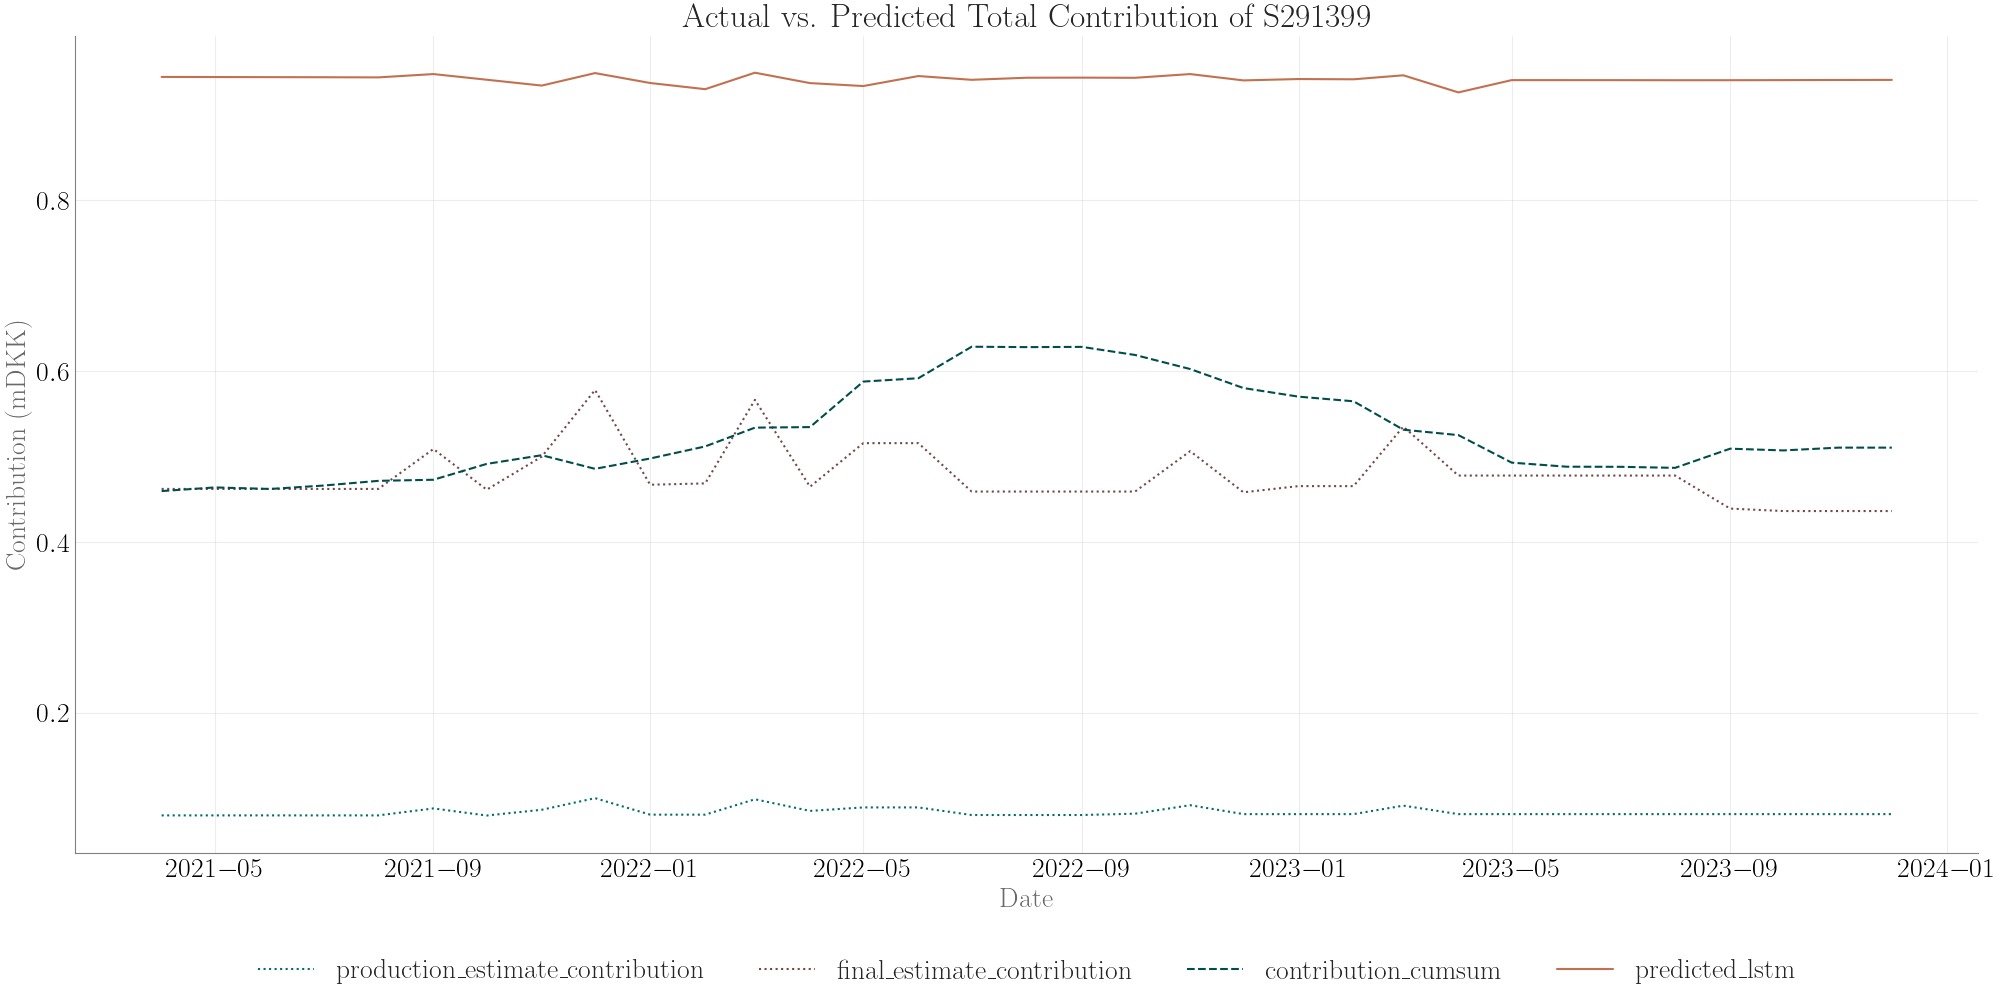 Actual vs. Predicted Total Contribution of S291399
Contribution (mDKK)
0.8
0.6
0.4
0.2
2021−05 2021−09 2022−01 2022−05 2022−09 2023−01 2023−05 2023−09 2024−01
Date
production_estimate_contribution final_estimate_contribution contribution_cumsum predicted_lstm